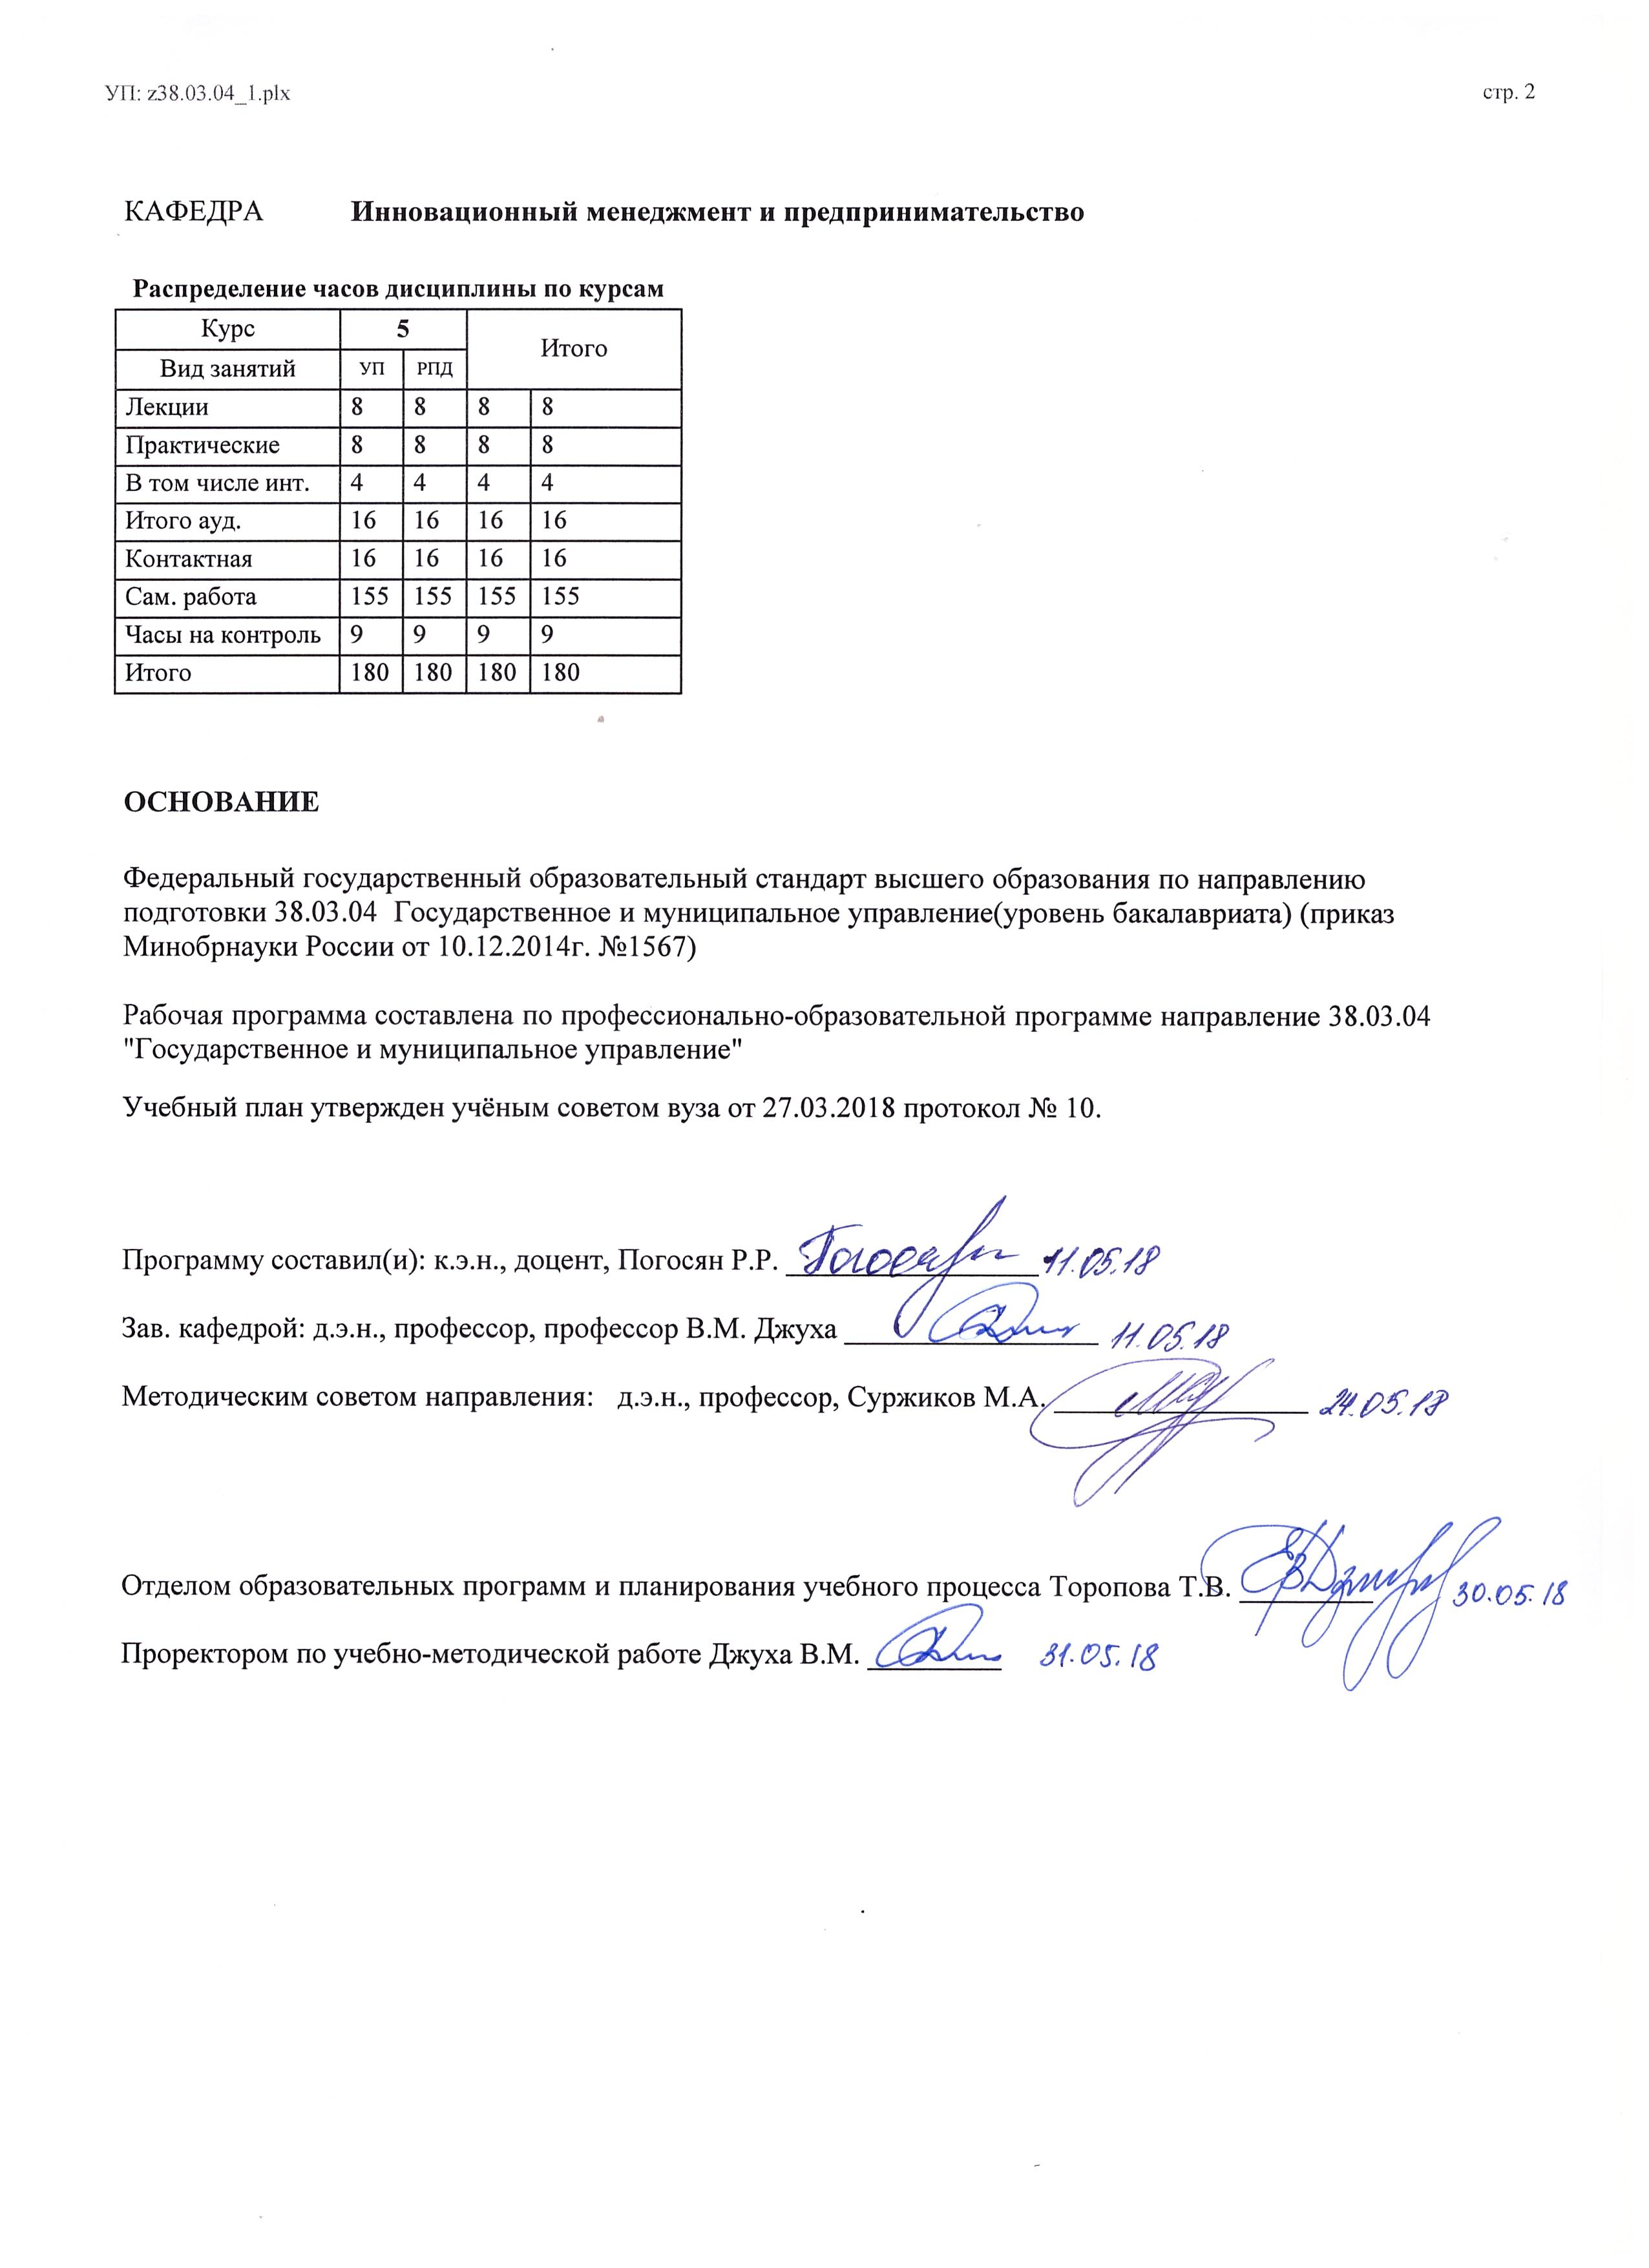 УП: z38.03.04_1.plx стр. 2
КАФЕДРА Инновационный менеджмент и предпринимательство
Распределение часов дисциплины по курсам
Курс 5 Итого
Вид занятий УП РПД
Лекции 8 8 8 8
Практические 8 8 8 8
В том числе инт. 4 4 4 4
Итого ауд. 16 16 16 16
Контактная 16 16 16 16
Сам. работа 155 155 155 155
Часы на контроль 9 9 9 9
Итого 180 180 180 180
ОСНОВАНИЕ
Федеральный государственный образовательный стандарт высшего образования по направлению
подготовки 38.03.04 Государственное и муниципальное управление(уровень бакалавриата) (приказ
Минобрнауки России от 10.12.2014г. №1567)
Рабочая программа составлена по профессионально-образовательной программе направление 38.03.04
"Государственное и муниципальное управление"
Учебный план утвержден учёным советом вуза от 27.03.2018 протокол № 10.
Программу составил(и): к.э.н., доцент, Погосян Р.Р. 11.05.18
Зав. кафедрой: д.э.н., профессор, профессор В.М. Джуха 11.05.18
Методическим советом направления: д.э.н., профессор, Суржиков М.А. 24.05.18
Отделом образовательных программ и планирования учебного процесса Торопова Т.В. 30.05.18
Проректором по учебно-методической работе Джуха В.М. 31.05.18